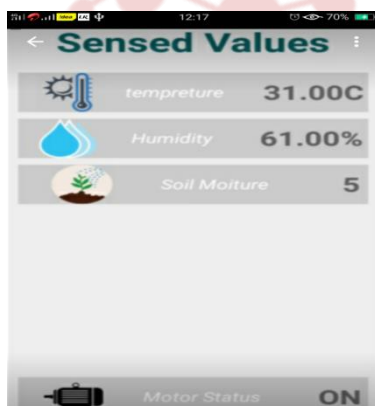 12:17 70%
Sensed Values
tempreture 31.00C
Humidity 61.00%
Soil Moiture 5
Motor Status ON